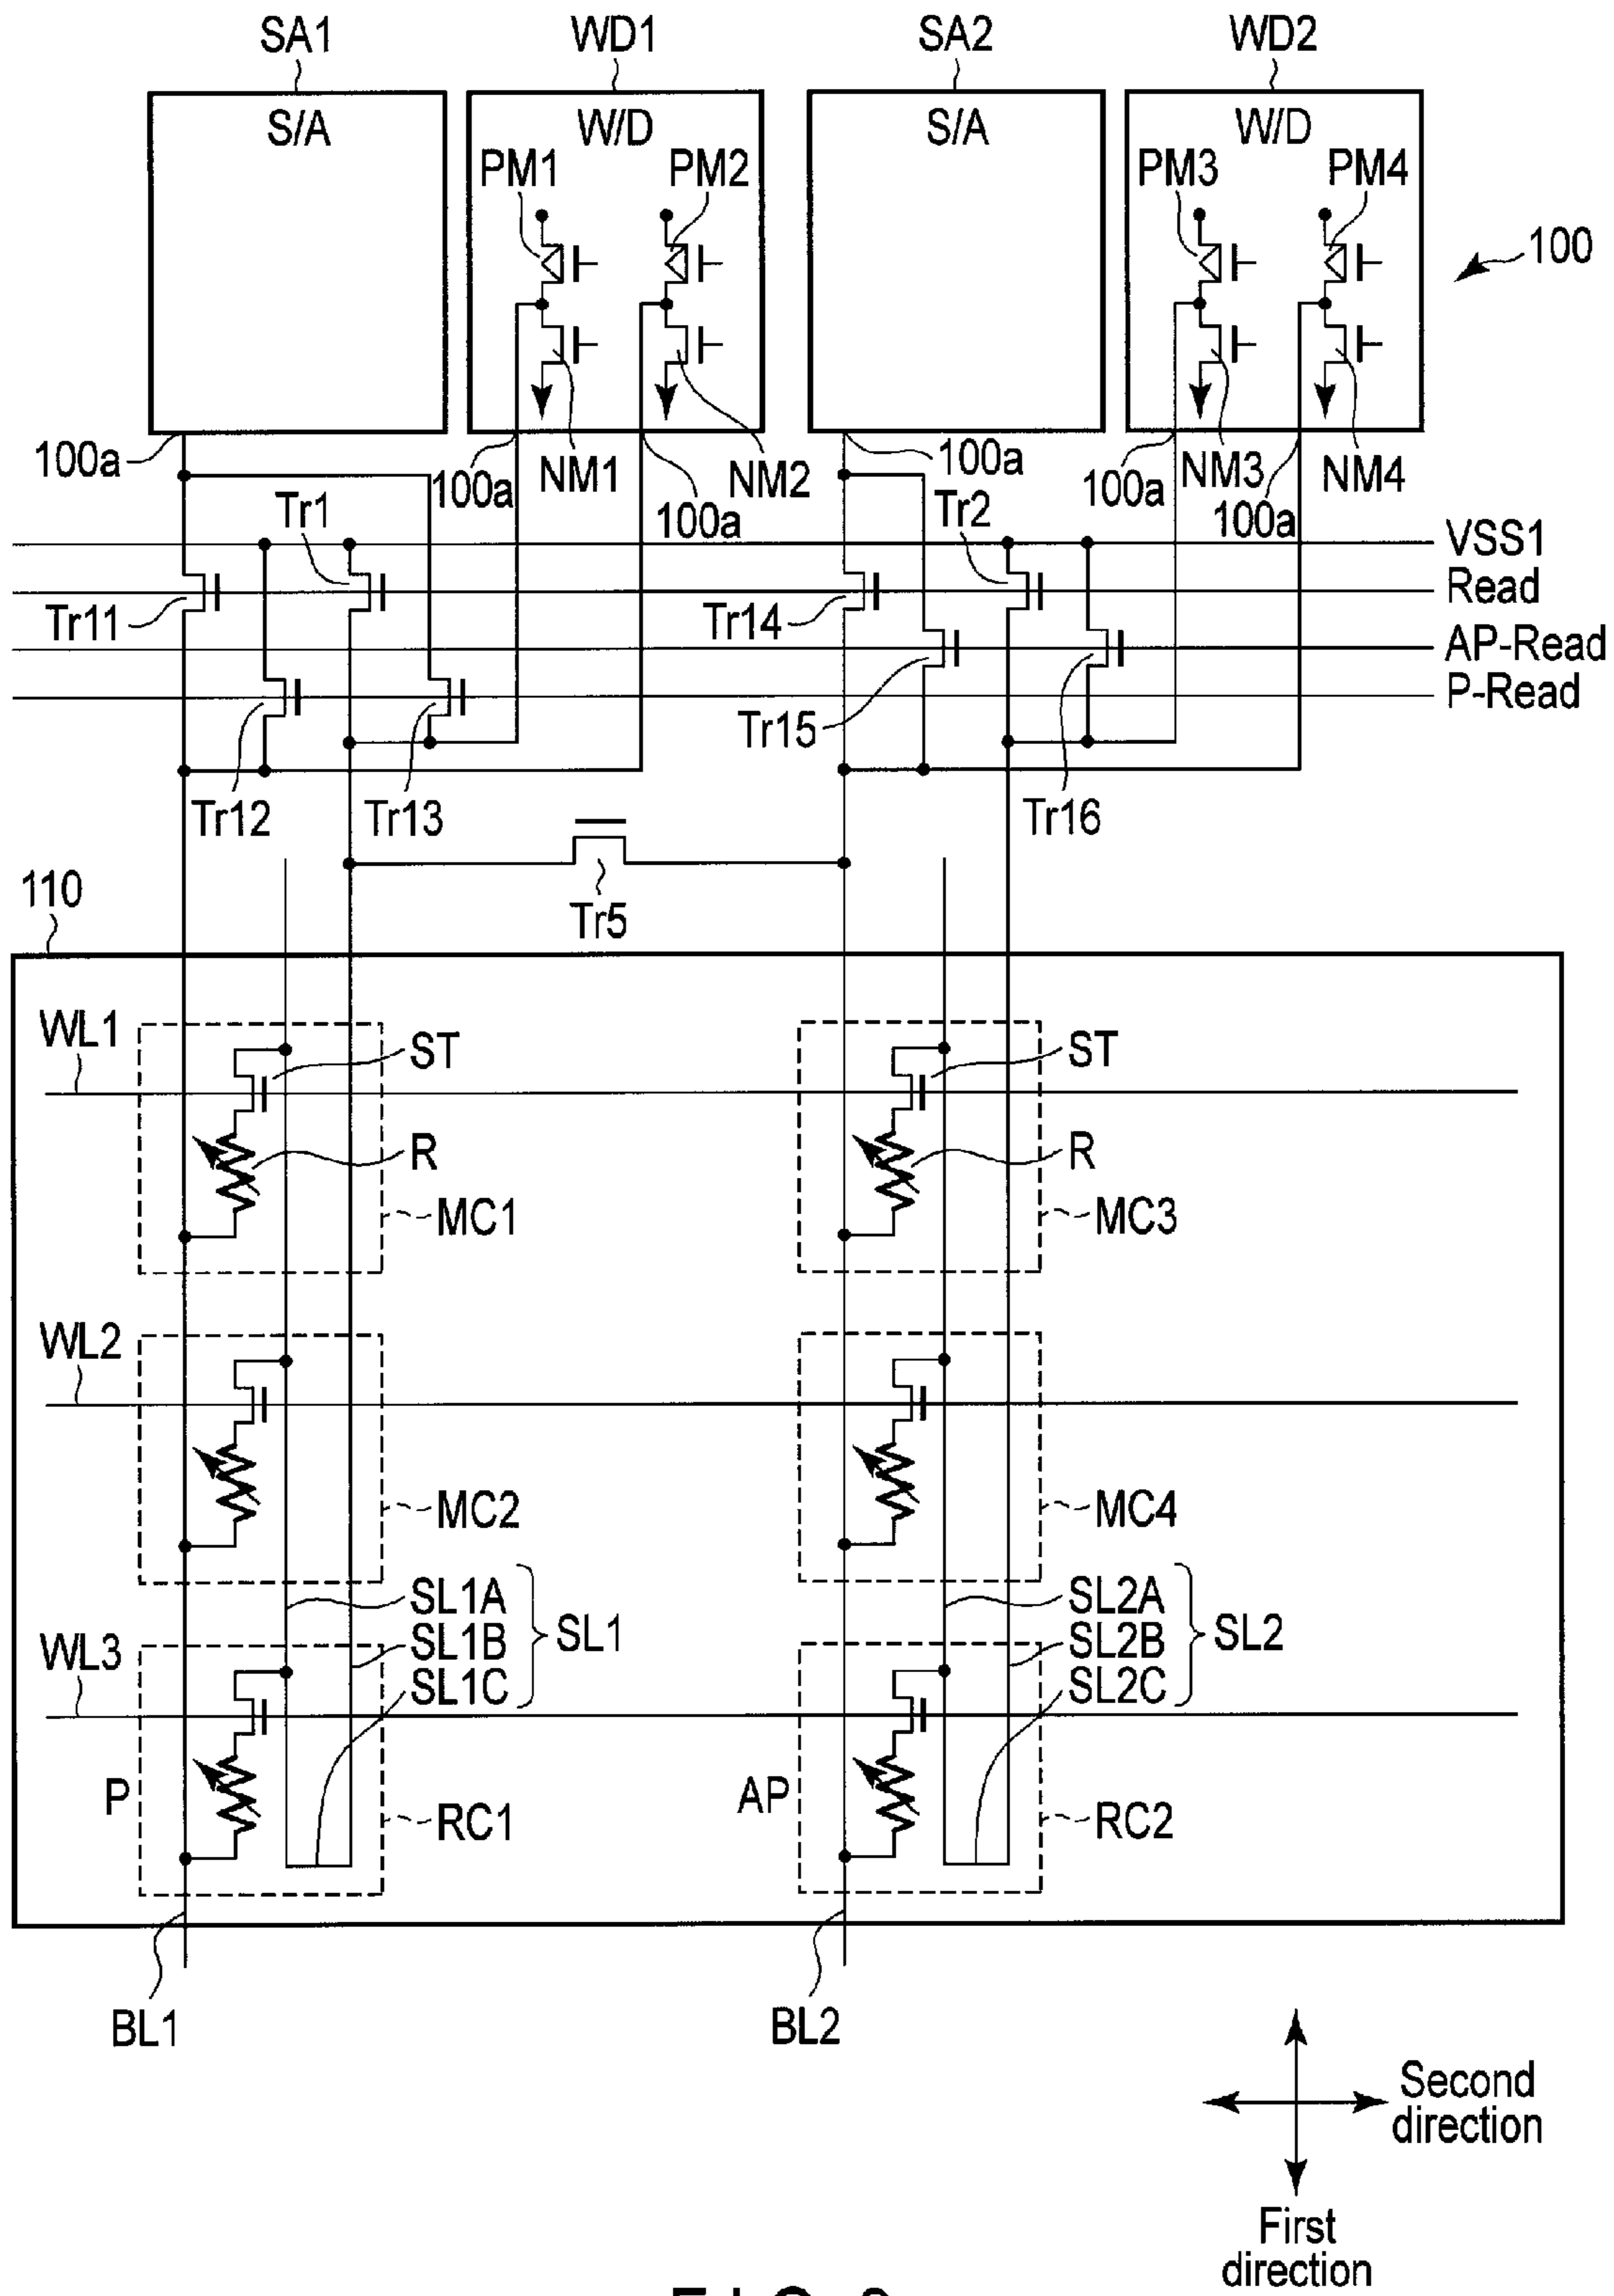 SA1 WD1 SA2 WD2
S/A W/D S/A W/D
PM1 PM2 PM3 PM4
100
100a 100a NM1 NM2 100a 100a NM3 NM4
100a 100a
Tr1 Tr2
VSS1
Read
Tr11 Tr14
AP-Read
P-Read
Tr15
Tr12 Tr13 Tr16
110
Tr5
WL1 ST ST
R R
MC1 MC3
WL2
MC2 MC4
SL1A SL2A
SL1B SL1 SL2B SL2
WL3
SL1C SL2C
P RC1 AP RC2
BL1 BL2
Second
direction
First
direction